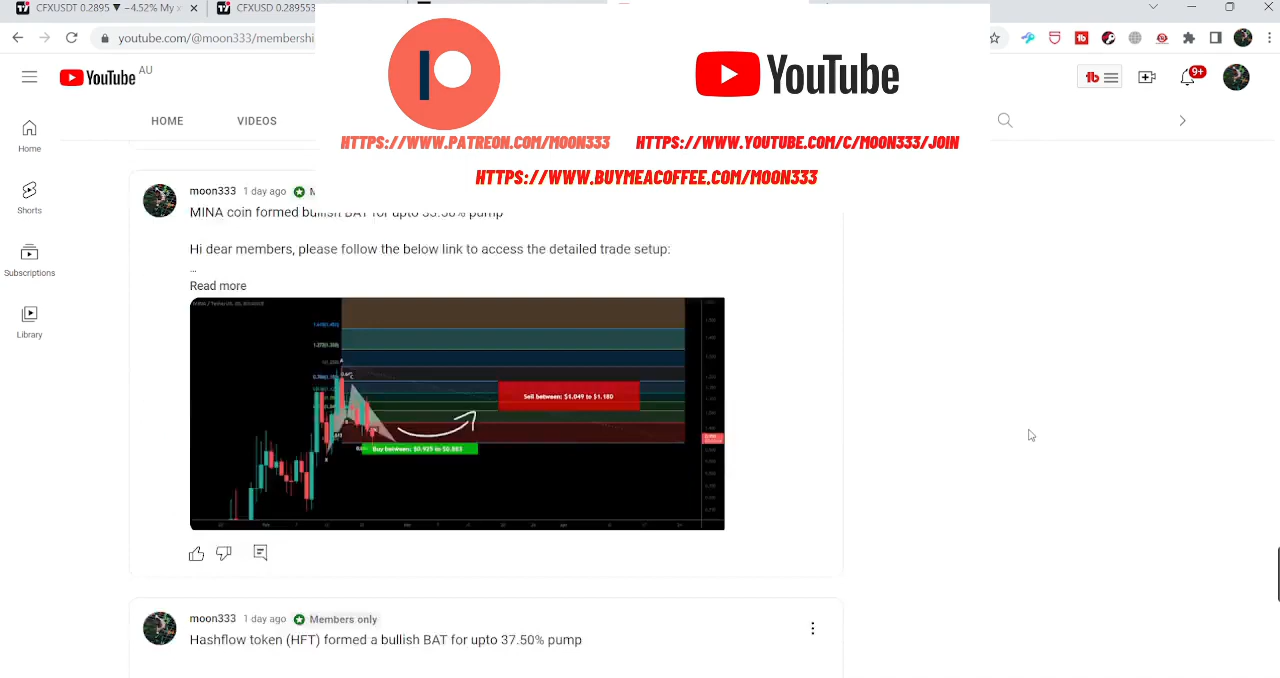 CFXUSDT 0.2895 ▼ −4.52% My
CFXUSD 0.28955
youtube.com/@moon333/membershi
YouTube AU
YouTube
9+
HTTPS://WWW.PATREON.COM/MOON333
HTTPS://WWW.YOUTUBE.COM/C/MOON333/JOIN
HTTPS://WWW.BUYMEACOFFEE.COM/MOON333
HOME
VIDEOS
Home
Shorts
Subscriptions
Library
moon333 1 day ago
MINA coin formed bullish BAT for upto 33.50% pump
Hi dear members, please follow the below link to access the detailed trade setup:
...
Read more
Sell between: $1.049 to $1.180
Buy between: $0.925 to $0.883
moon333 1 day ago Members only
Hashflow token (HFT) formed a bullish BAT for upto 37.50% pump